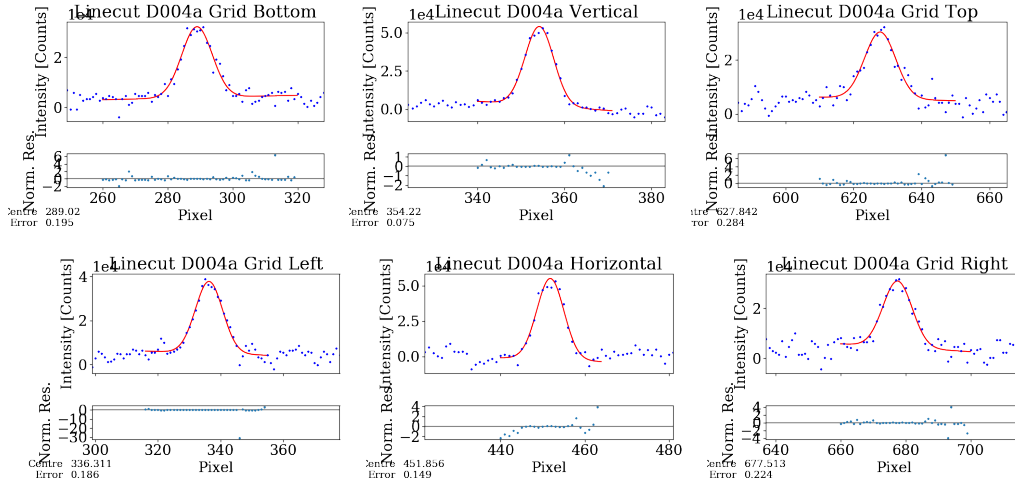 1e4 Linecut D004a Grid Bottom
Intensity [Counts]
2
0
Norm. Res.
6
4
2
0
−2
260 280 300 320
Pixel
Centre 289.02
Error 0.195
1e4 Linecut D004a Vertical
Intensity [Counts]
5.0
2.5
0.0
Norm. Res.
1
0
−1
−2
340 360 380
Pixel
Centre 354.22
Error 0.075
1e4 Linecut D004a Grid Top
Intensity [Counts]
2
0
Norm. Res.
6
4
2
0
600 620 640 660
Pixel
ntre 627.842
rror 0.284
1e4 Linecut D004a Grid Left
Intensity [Counts]
4
2
0
Norm. Res.
0
−10
−20
−30
300 320 340 360
Pixel
Centre 336.311
Error 0.186
1e4 Linecut D004a Horizontal
Intensity [Counts]
5.0
2.5
0.0
Norm. Res.
4
2
0
−2
440 460 480
Pixel
Centre 451.856
Error 0.149
1e4 Linecut D004a Grid Right
Intensity [Counts]
2
0
Norm. Res.
4
2
0
−2
−4
640 660 680 700
Pixel
Centre 677.513
Error 0.224